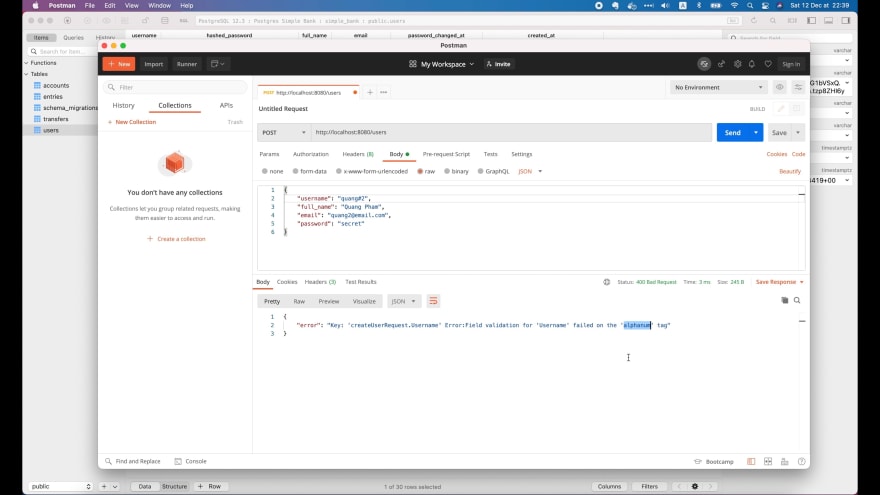 Postman File Edit View Window Help
Sat 12 Dec at 22:39
PostgreSQL 12.3 : Postgres Simple Bank : simple_bank : public.users
Items Queries History
username hashed_password full_name email password_changed_at created_at
Search for item...
Functions
Tables
accounts
entries
schema_migrations
transfers
users
Postman
New Import Runner
My Workspace Invite
Sign In
Filter
History Collections APIs
New Collection Trash
You don't have any collections
Collections let you group related requests, making
them easier to access and run.
Create a collection
POST http://localhost:8080/users
No Environment
Untitled Request
BUILD
POST http://localhost:8080/users
Send Save
Params Authorization Headers (8) Body Pre-request Script Tests Settings
Cookies Code
none form-data x-www-form-urlencoded raw binary GraphQL JSON
Beautify
1 {
2 "username": "quang#2",
3 "full_name": "Quang Pham",
4 "email": "quang2@email.com",
5 "password": "secret"
6 }
Body Cookies Headers (3) Test Results
Status: 400 Bad Request Time: 3 ms Size: 245 B Save Response
Pretty Raw Preview Visualize JSON
1 {
2 "error": "Key: 'createUserRequest.Username' Error:Field validation for 'Username' failed on the 'alphanum' tag"
3 }
Find and Replace Console
Bootcamp
varchar
varchar
varchar
varchar
timestamptz
timestamptz
public
Data Structure Row
1 of 30 rows selected
Columns Filters